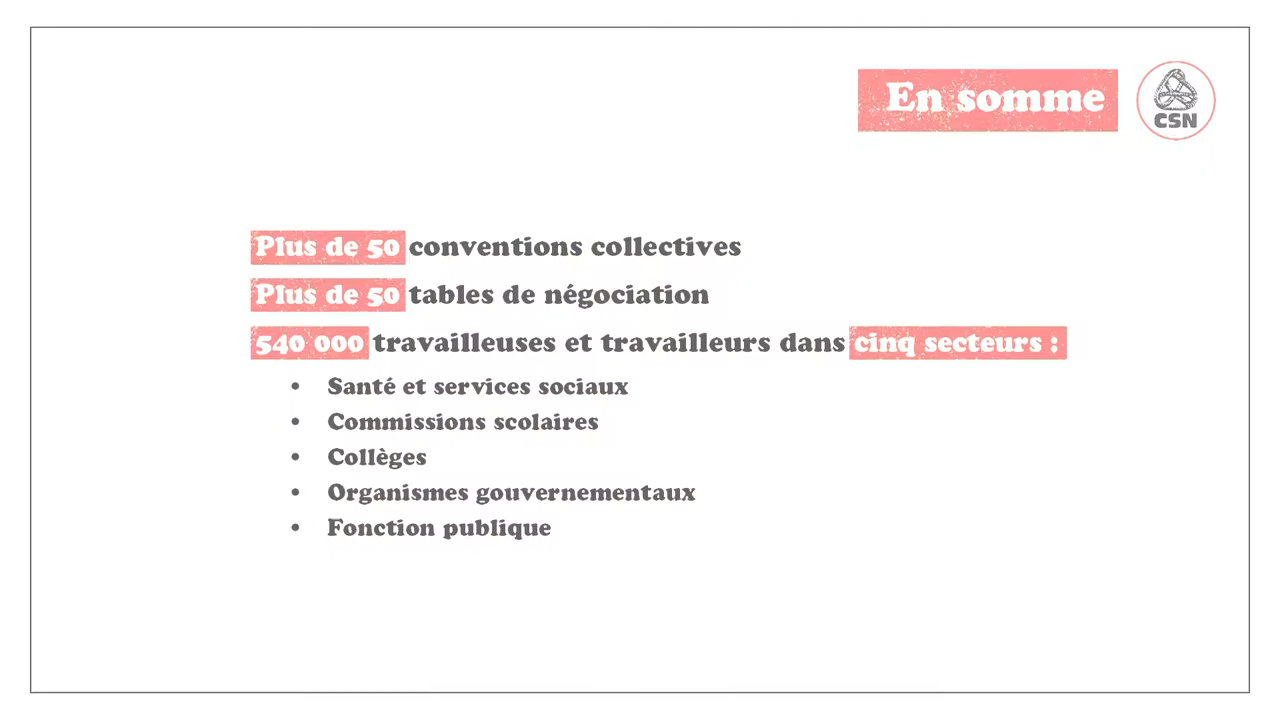 En somme
CSN
Plus de 50 conventions collectives
Plus de 50 tables de négociation
540 000 travailleuses et travailleurs dans cinq secteurs :
• Santé et services sociaux
• Commissions scolaires
• Collèges
• Organismes gouvernementaux
• Fonction publique